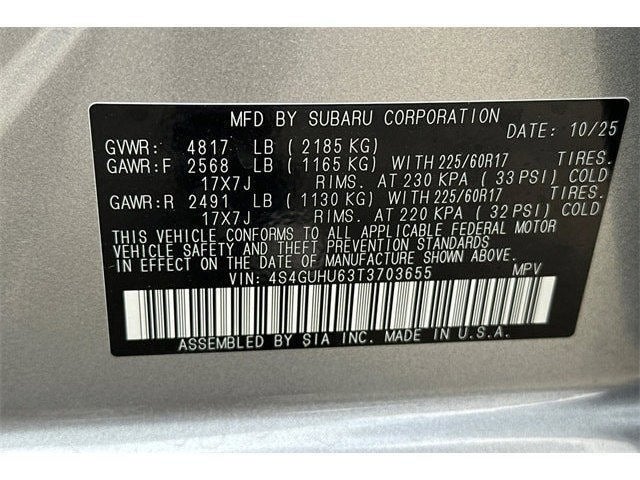 MFD BY SUBARU CORPORATION
DATE: 10/25
GVWR: 4817 LB (2185 KG)
GAWR:F 2568 LB (1165 KG) WITH 225/60R17 TIRES.
17X7J RIMS. AT 230 KPA (33 PSI) COLD
GAWR:R 2491 LB (1130 KG) WITH 225/60R17 TIRES.
17X7J RIMS. AT 220 KPA (32 PSI) COLD
THIS VEHICLE CONFORMS TO ALL APPLICABLE FEDERAL MOTOR
VEHICLE SAFETY AND THEFT PREVENTION STANDARDS
IN EFFECT ON THE DATE OF MANUFACTURE SHOWN ABOVE.
VIN: 4S4GUHU63T3703655 MPV
ASSEMBLED BY SIA INC. MADE IN U.S.A.